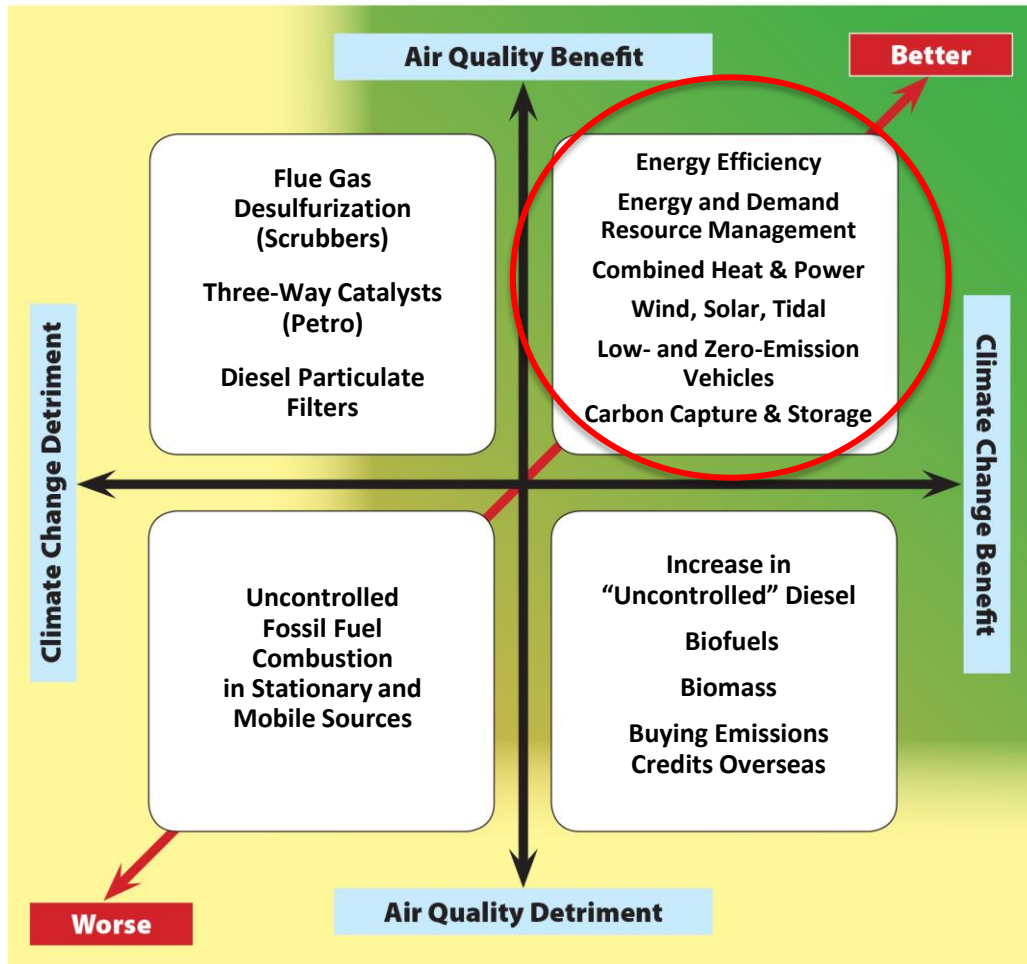 Air Quality Benefit
Better
Flue Gas
Desulfurization
(Scrubbers)
Three-Way Catalysts
(Petro)
Diesel Particulate
Filters
Energy Efficiency
Energy and Demand
Resource Management
Combined Heat & Power
Wind, Solar, Tidal
Low- and Zero-Emission
Vehicles
Carbon Capture & Storage
Climate Change Detriment
Climate Change Benefit
Uncontrolled
Fossil Fuel
Combustion
in Stationary and
Mobile Sources
Increase in
“Uncontrolled” Diesel
Biofuels
Biomass
Buying Emissions
Credits Overseas
Worse
Air Quality Detriment